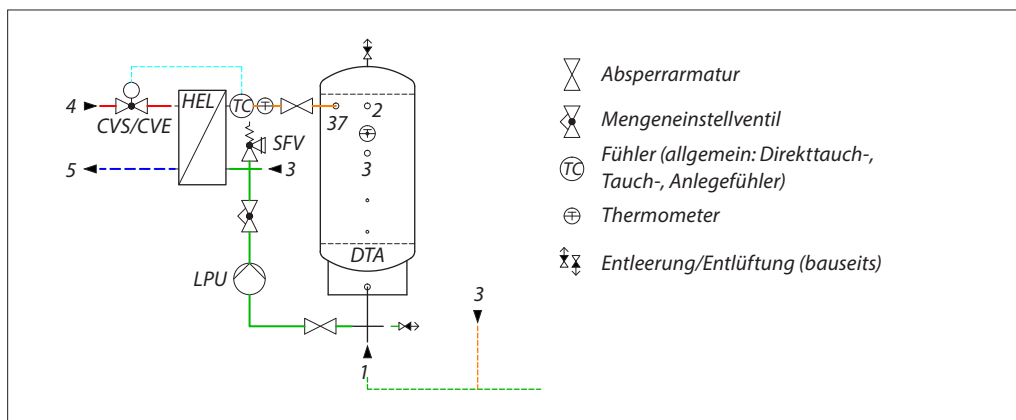 4
CVS/CVE
HEL
TC
37
2
SFV
3
3
5
LPU
DTA
3
1
Absperrarmatur
Mengeneinstellventil
TC
Fühler (allgemein: Direkttauch-,
Tauch-, Anlegefühler)
Thermometer
Entleerung/Entlüftung (bauseits)